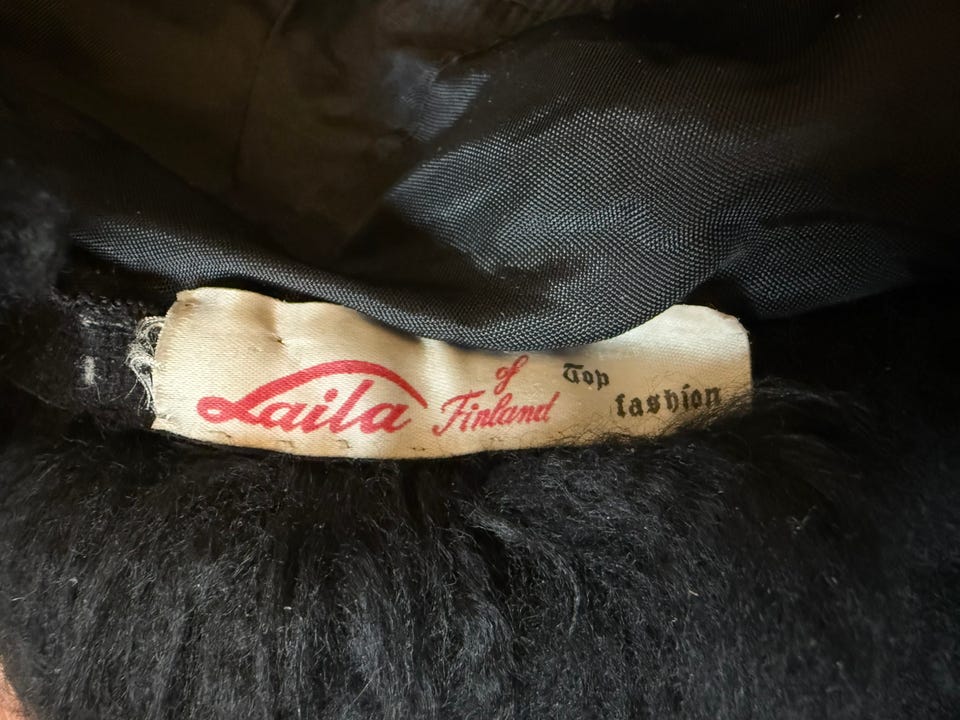 Laila
of
Finland
Top
fashion